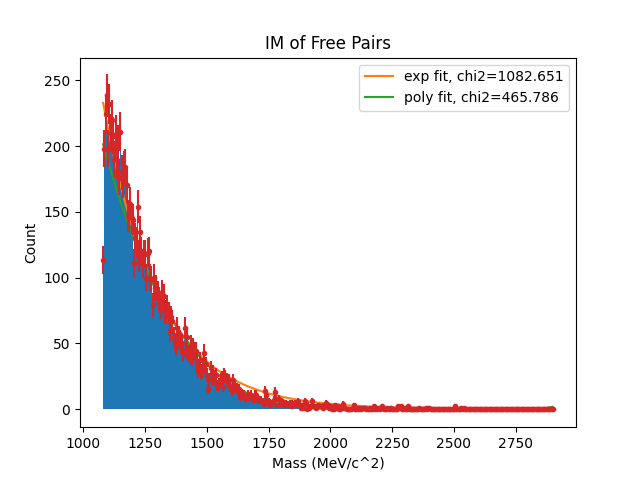 IM of Free Pairs
exp fit, chi2=1082.651
poly fit, chi2=465.786
Count
250
200
150
100
50
0
1000 1250 1500 1750 2000 2250 2500 2750
Mass (MeV/c^2)